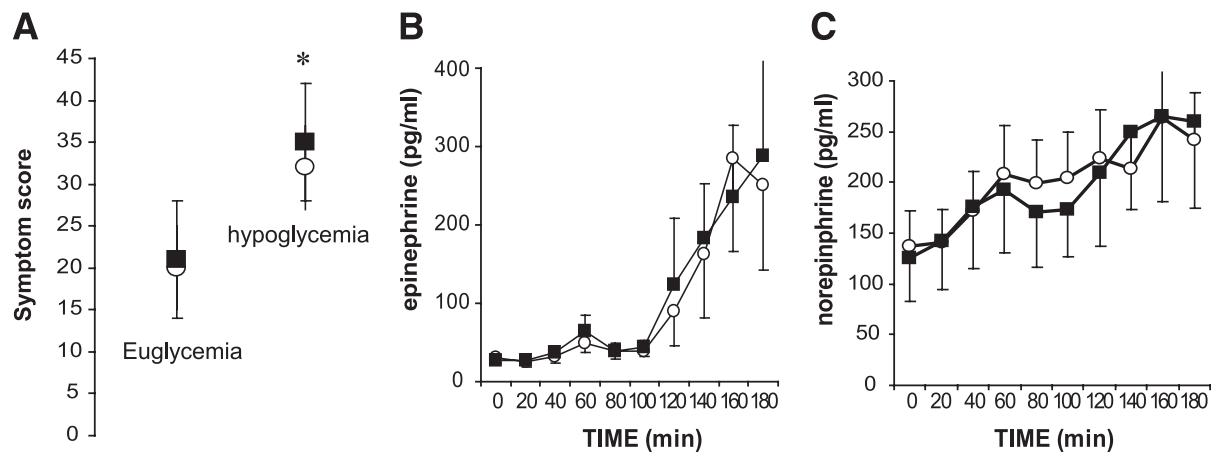 A
Symptom score
45
40
35
30
25
20
15
10
5
0
*
hypoglycemia
Euglycemia
B
epinephrine (pg/ml)
400
300
200
100
0
0 20 40 60 80 100 120 140 160 180
TIME (min)
C
norepinphrine (pg/ml)
300
250
200
150
100
50
0
0 20 40 60 80 100 120 140 160 180
TIME (min)